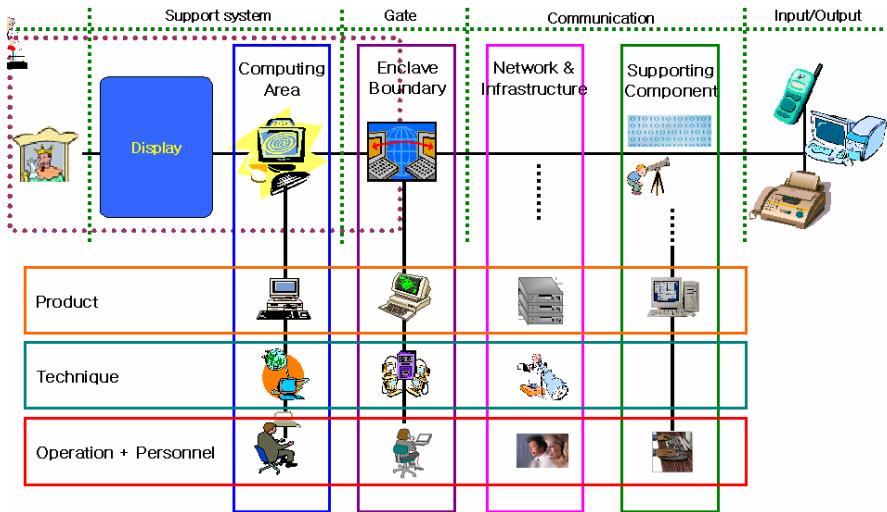 Support system
Gate
Communication
Input/Output
Computing
Area
Enclave
Boundary
Network &
Infrastructure
Supporting
Component
Display
Product
Technique
Operation + Personnel